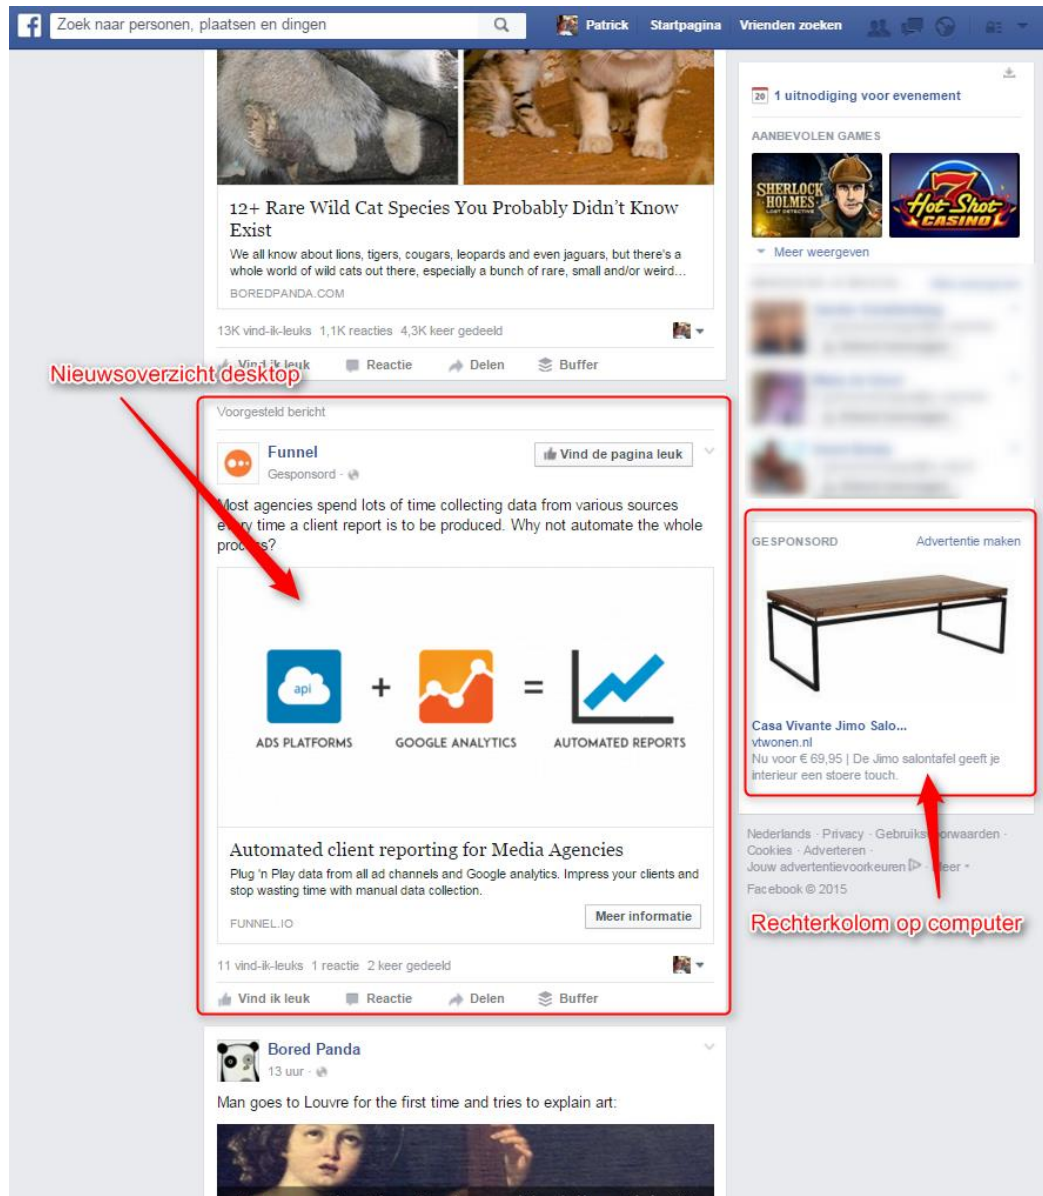 Zoek naar personen, plaatsen en dingen
Patrick Startpagina Vrienden zoeken
12+ Rare Wild Cat Species You Probably Didn't Know
Exist
We all know about lions, tigers, cougars, leopards and even jaguars, but there's a
whole world of wild cats out there, especially a bunch of rare, small and/or weird...
BOREDPANDA.COM
13K vind-ik-leuks 1,1K reacties 4,3K keer gedeeld
Vind ik leuk Reactie Delen Buffer
Nieuwsoverzicht desktop
Voorgesteld bericht
Funnel
Vind de pagina leuk
Gesponsord
Most agencies spend lots of time collecting data from various sources
every time a client report is to be produced. Why not automate the whole
process?
api
+
=
ADS PLATFORMS GOOGLE ANALYTICS AUTOMATED REPORTS
Automated client reporting for Media Agencies
Plug 'n Play data from all ad channels and Google analytics. Impress your clients and
stop wasting time with manual data collection.
FUNNEL.IO
Meer informatie
11 vind-ik-leuks 1 reactie 2 keer gedeeld
Vind ik leuk Reactie Delen Buffer
Bored Panda
13 uur
Man goes to Louvre for the first time and tries to explain art:
20 1 uitnodiging voor evenement
AANBEVOLEN GAMES
SHERLOCK
HOLMES
LOST DETECTIVE
7
Hot Shot
CASINO
Meer weergeven
GESPONSORD Advertentie maken
Casa Vivante Jimo Salo...
vtwonen.nl
Nu voor € 69,95 | De Jimo salontafel geeft je
interieur een stoere touch.
Nederlands · Privacy · Gebruiksvoorwaarden ·
Cookies · Adverteren ·
Jouw advertentievoorkeuren · Meer
Facebook © 2015
Rechterkolom op computer